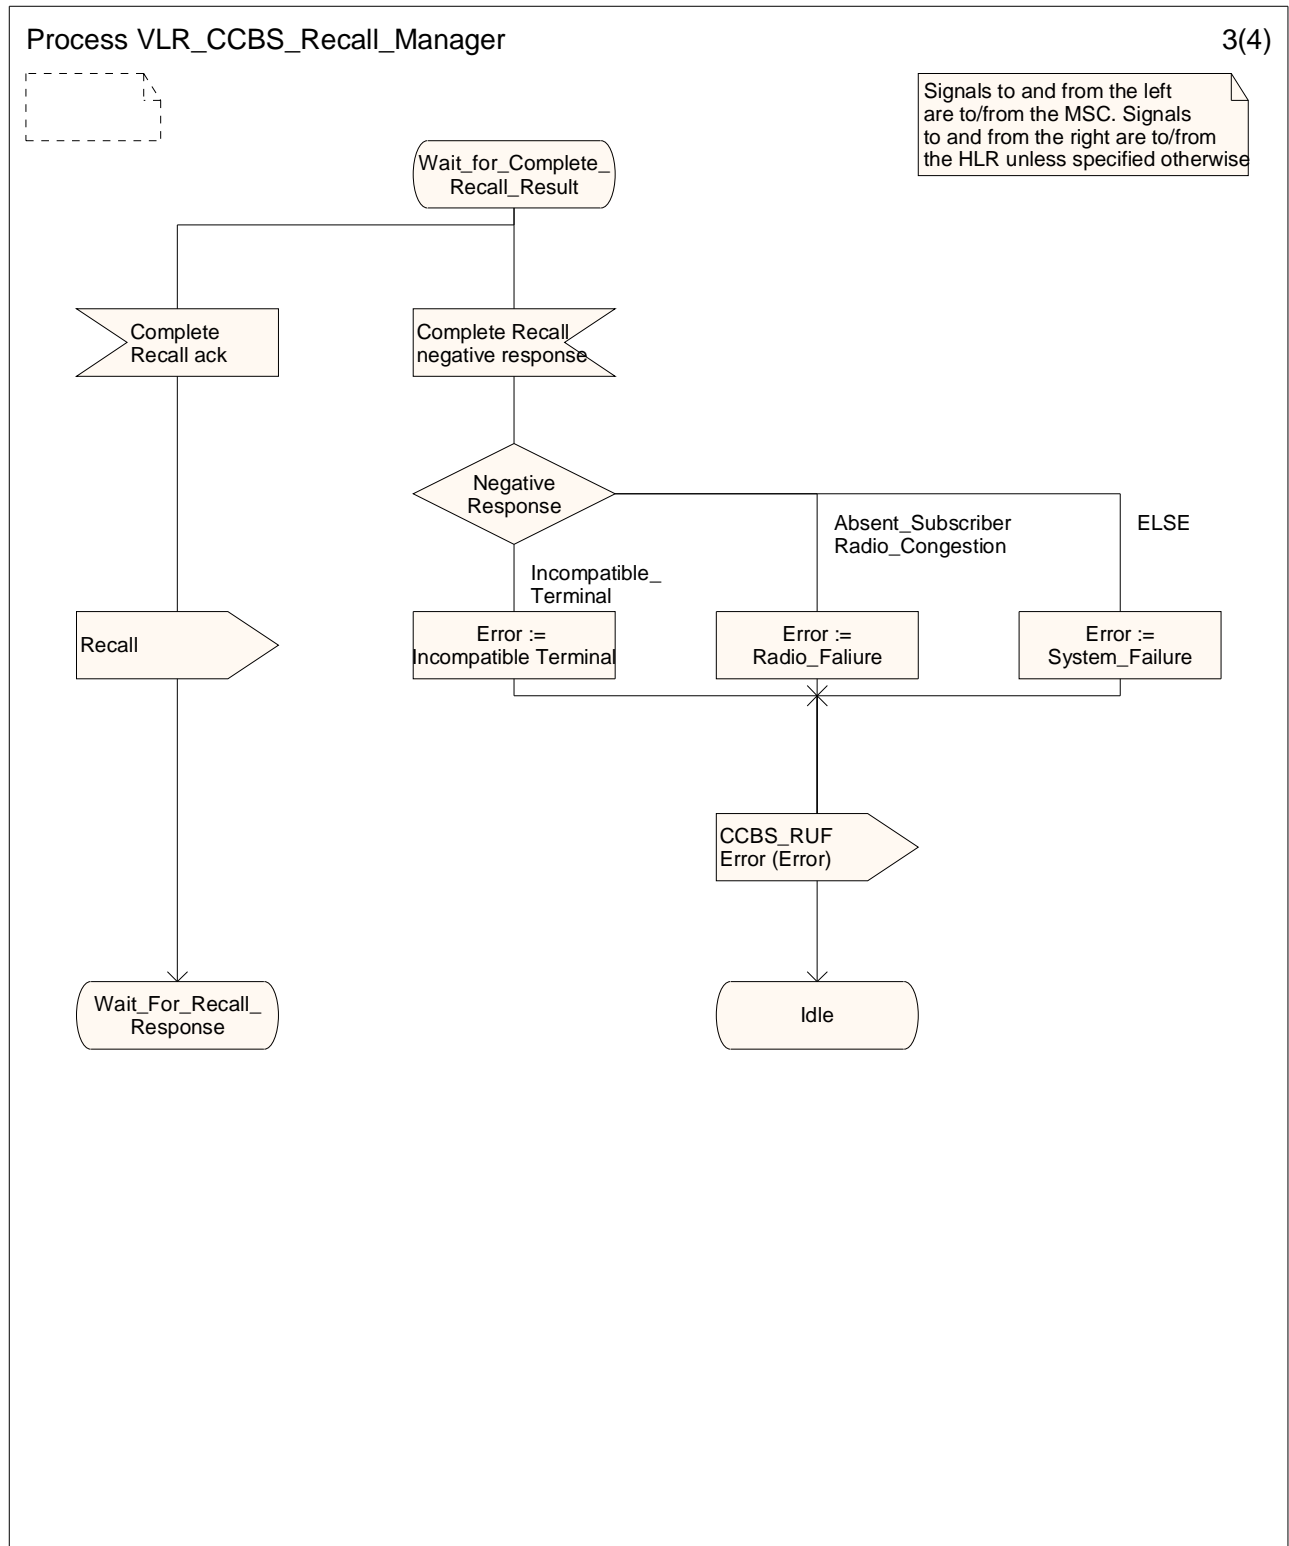 Process VLR_CCBS_Recall_Manager
3(4)
Signals to and from the left
are to/from the MSC. Signals
to and from the right are to/from
the HLR unless specified otherwise
Wait_for_Complete_
Recall_Result
Complete
Recall ack
Complete Recall
negative response
Negative
Response
Absent_Subscriber
Radio_Congestion
ELSE
Incompatible_
Terminal
Recall
Error :=
Incompatible Terminal
Error :=
Radio_Faliure
Error :=
System_Failure
CCBS_RUF
Error (Error)
Wait_For_Recall_
Response
Idle